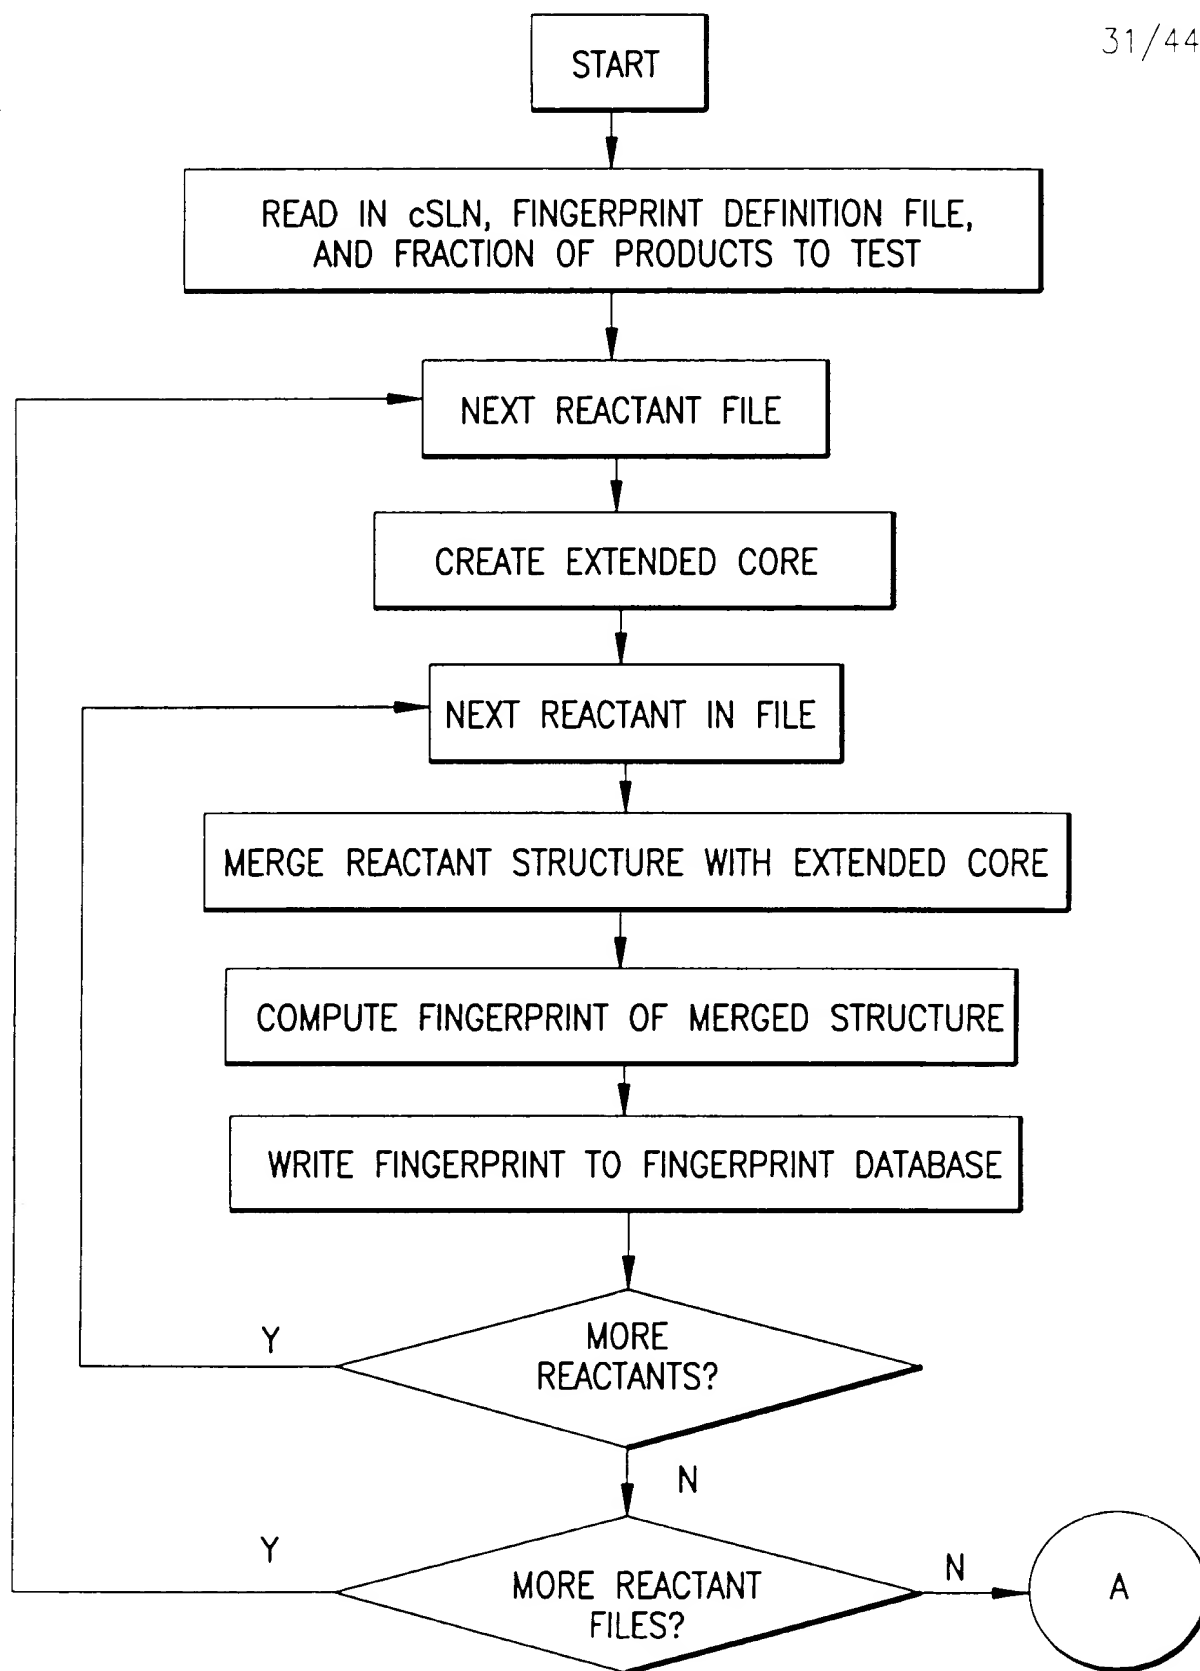 31/44
START
READ IN cSLN, FINGERPRINT DEFINITION FILE,
AND FRACTION OF PRODUCTS TO TEST
NEXT REACTANT FILE
CREATE EXTENDED CORE
NEXT REACTANT IN FILE
MERGE REACTANT STRUCTURE WITH EXTENDED CORE
COMPUTE FINGERPRINT OF MERGED STRUCTURE
WRITE FINGERPRINT TO FINGERPRINT DATABASE
Y
MORE
REACTANTS?
N
Y
MORE REACTANT
FILES?
N
A